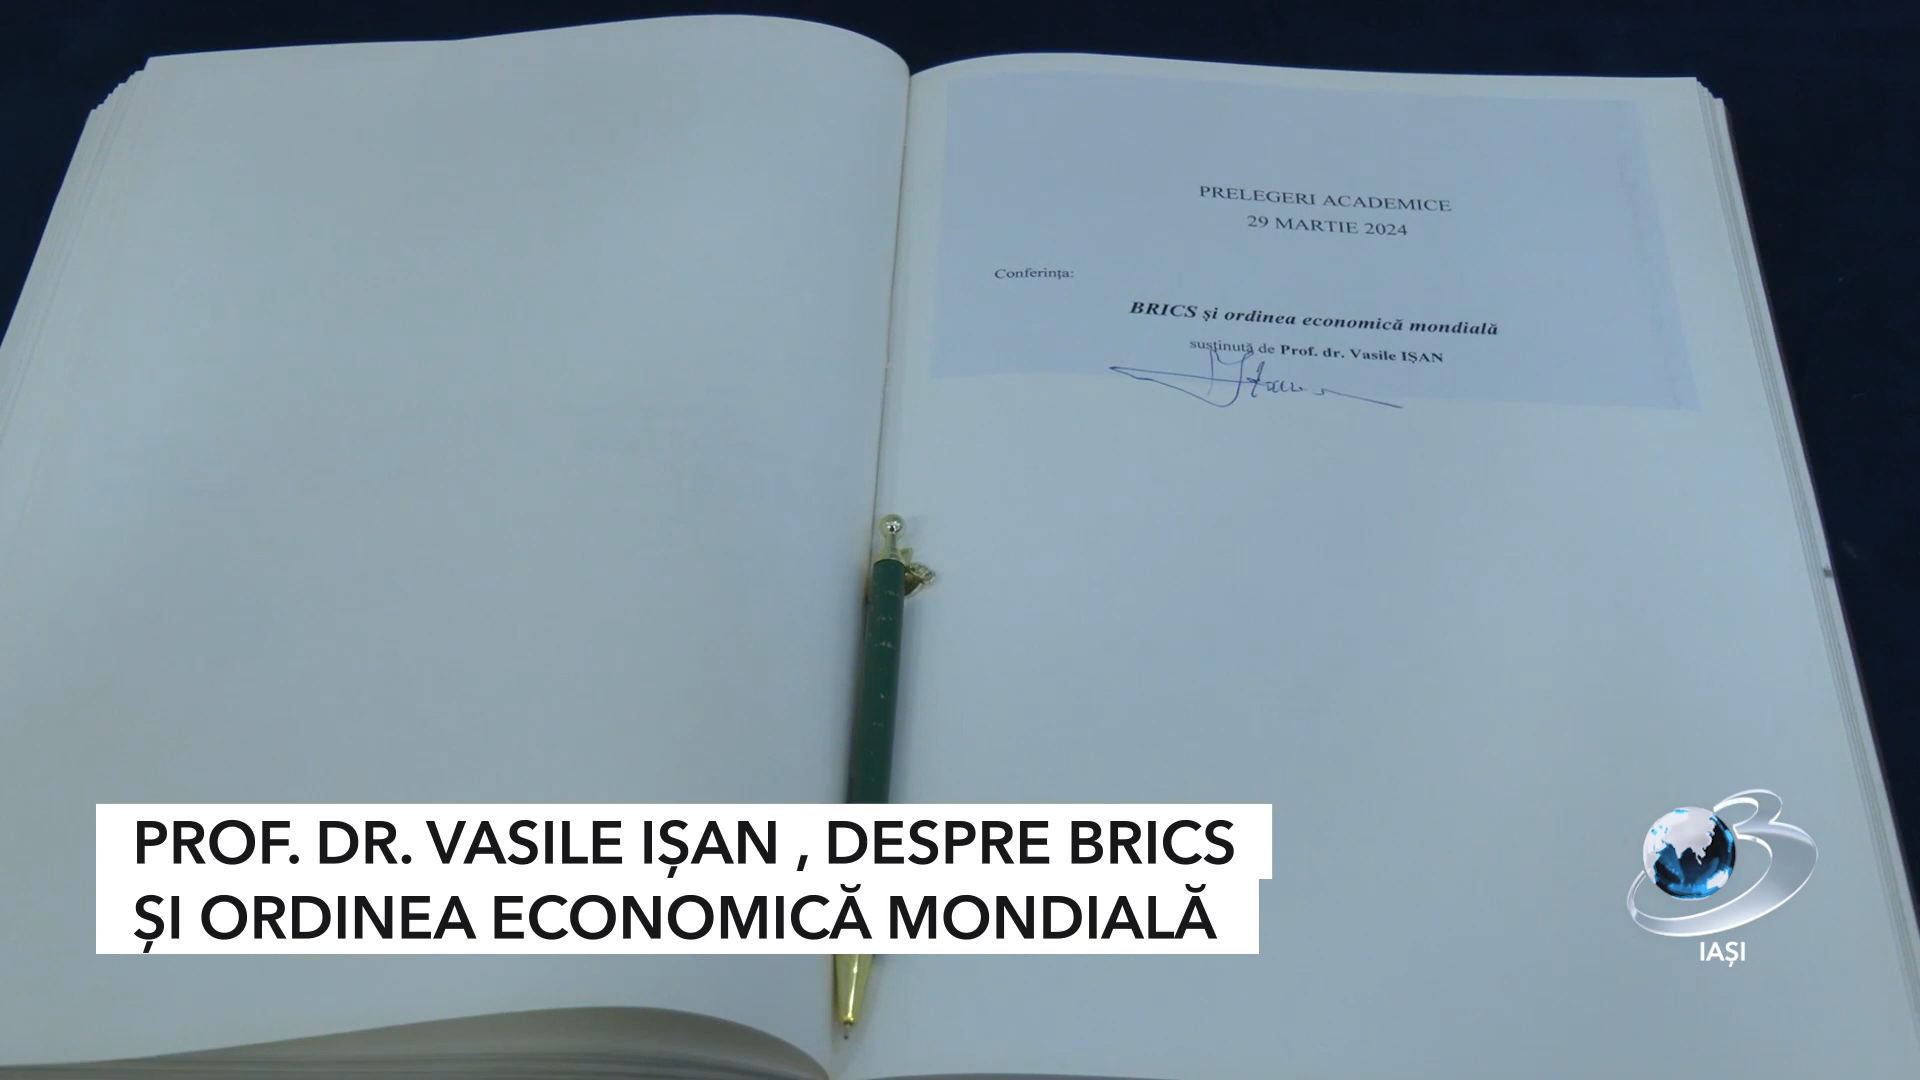 PRELEGERI ACADEMICE
29 MARTIE 2024
Conferința:
BRICS și ordinea economică mondială
susținută de Prof. dr. Vasile IȘAN
PROF. DR. VASILE IȘAN , DESPRE BRICS
ȘI ORDINEA ECONOMICĂ MONDIALĂ
3
IAȘI